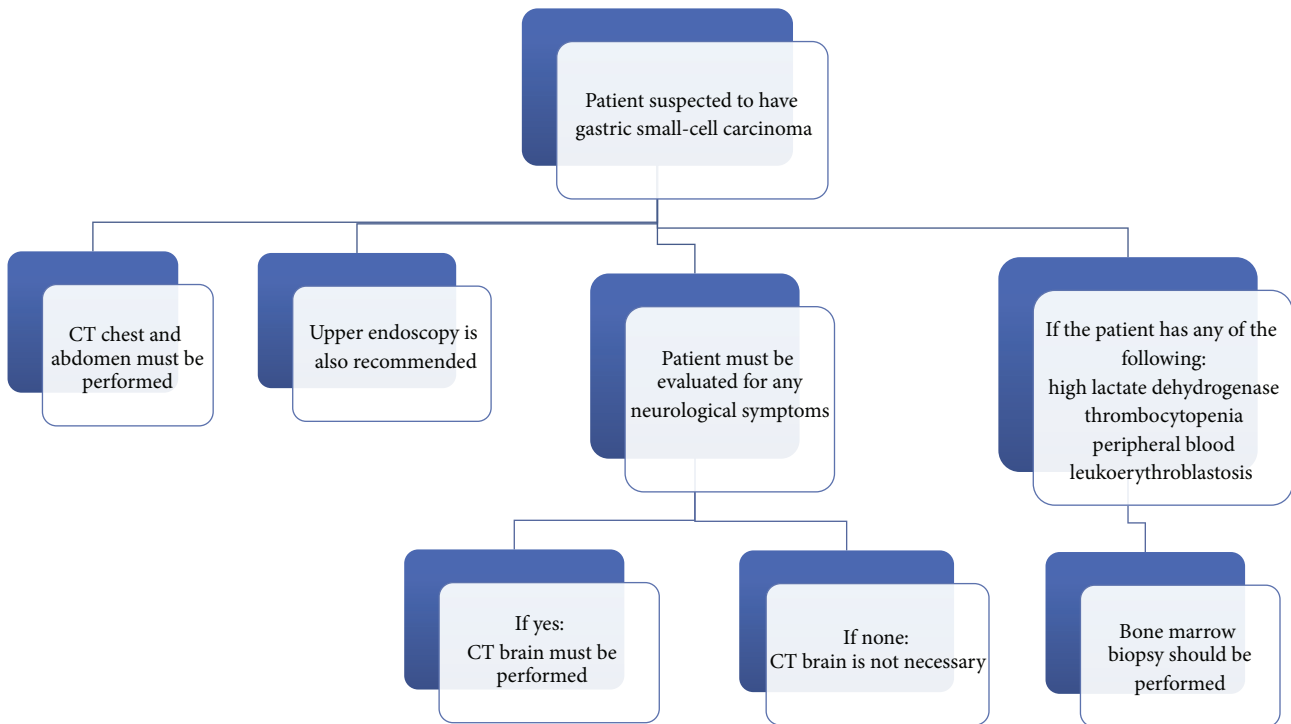 Patient suspected to have
gastric small-cell carcinoma
CT chest and
abdomen must be
performed
Upper endoscopy is
also recommended
Patient must be
evaluated for any
neurological symptoms
If the patient has any of the
following:
high lactate dehydrogenase
thrombocytopenia
peripheral blood
leukoerythroblastosis
If yes:
CT brain must be
performed
If none:
CT brain is not necessary
Bone marrow
biopsy should be
performed